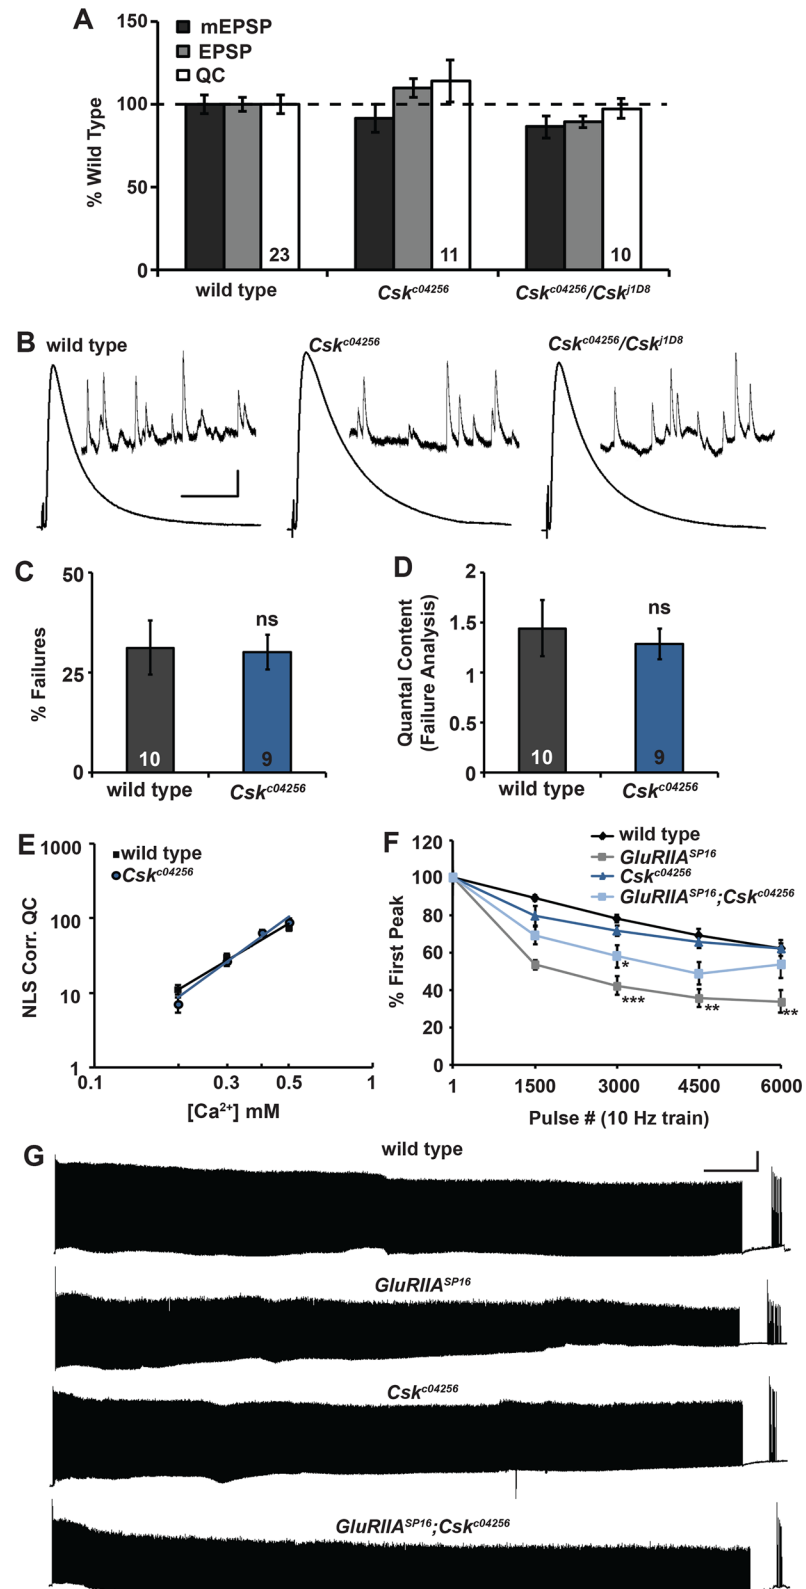 A
150
mEPSP
EPSP
QC
100
% Wild Type
50
0
23
11
10
wild type
Csk^c04256
Csk^c04256/Csk^j1D8
B
wild type
Csk^c04256
Csk^c04256/Csk^j1D8
C
50
% Failures
25
0
ns
10
9
wild type
Csk^c04256
D
2
Quantal Content
(Failure Analysis)
1.5
1
0.5
0
ns
10
9
wild type
Csk^c04256
E
1000
wild type
Csk^c04256
NLS Corr. QC
100
10
1
0.1
0.3
0.5
1
[Ca²⁺] mM
F
120
wild type
GluRIIA^SP16
Csk^c04256
GluRIIA^SP16;Csk^c04256
% First Peak
100
80
60
40
20
0
*
***
**
**
1
1500
3000
4500
6000
Pulse # (10 Hz train)
G
wild type
GluRIIA^SP16
Csk^c04256
GluRIIA^SP16;Csk^c04256